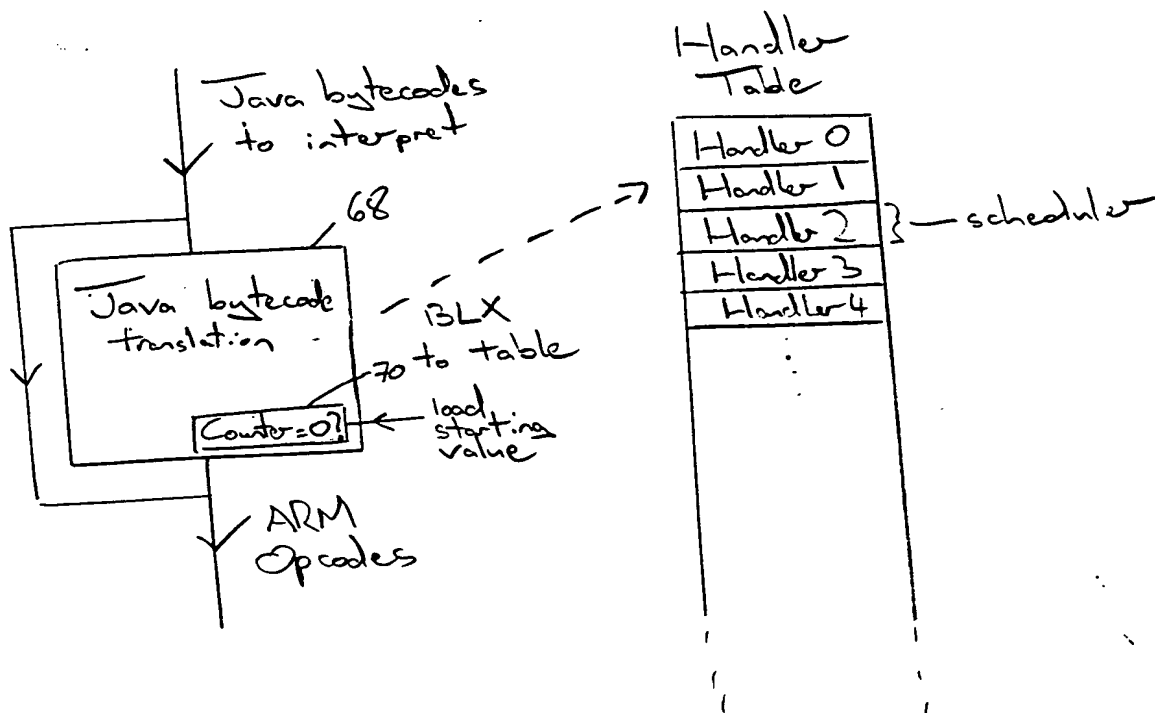 Java bytecodes
to interpret
68
Java bytecode
translation
BLX
to table
70
Counter=0?
load
starting
value
ARM
Opcodes
Handler
Table
Handler 0
Handler 1
Handler 2
scheduler
Handler 3
Handler 4